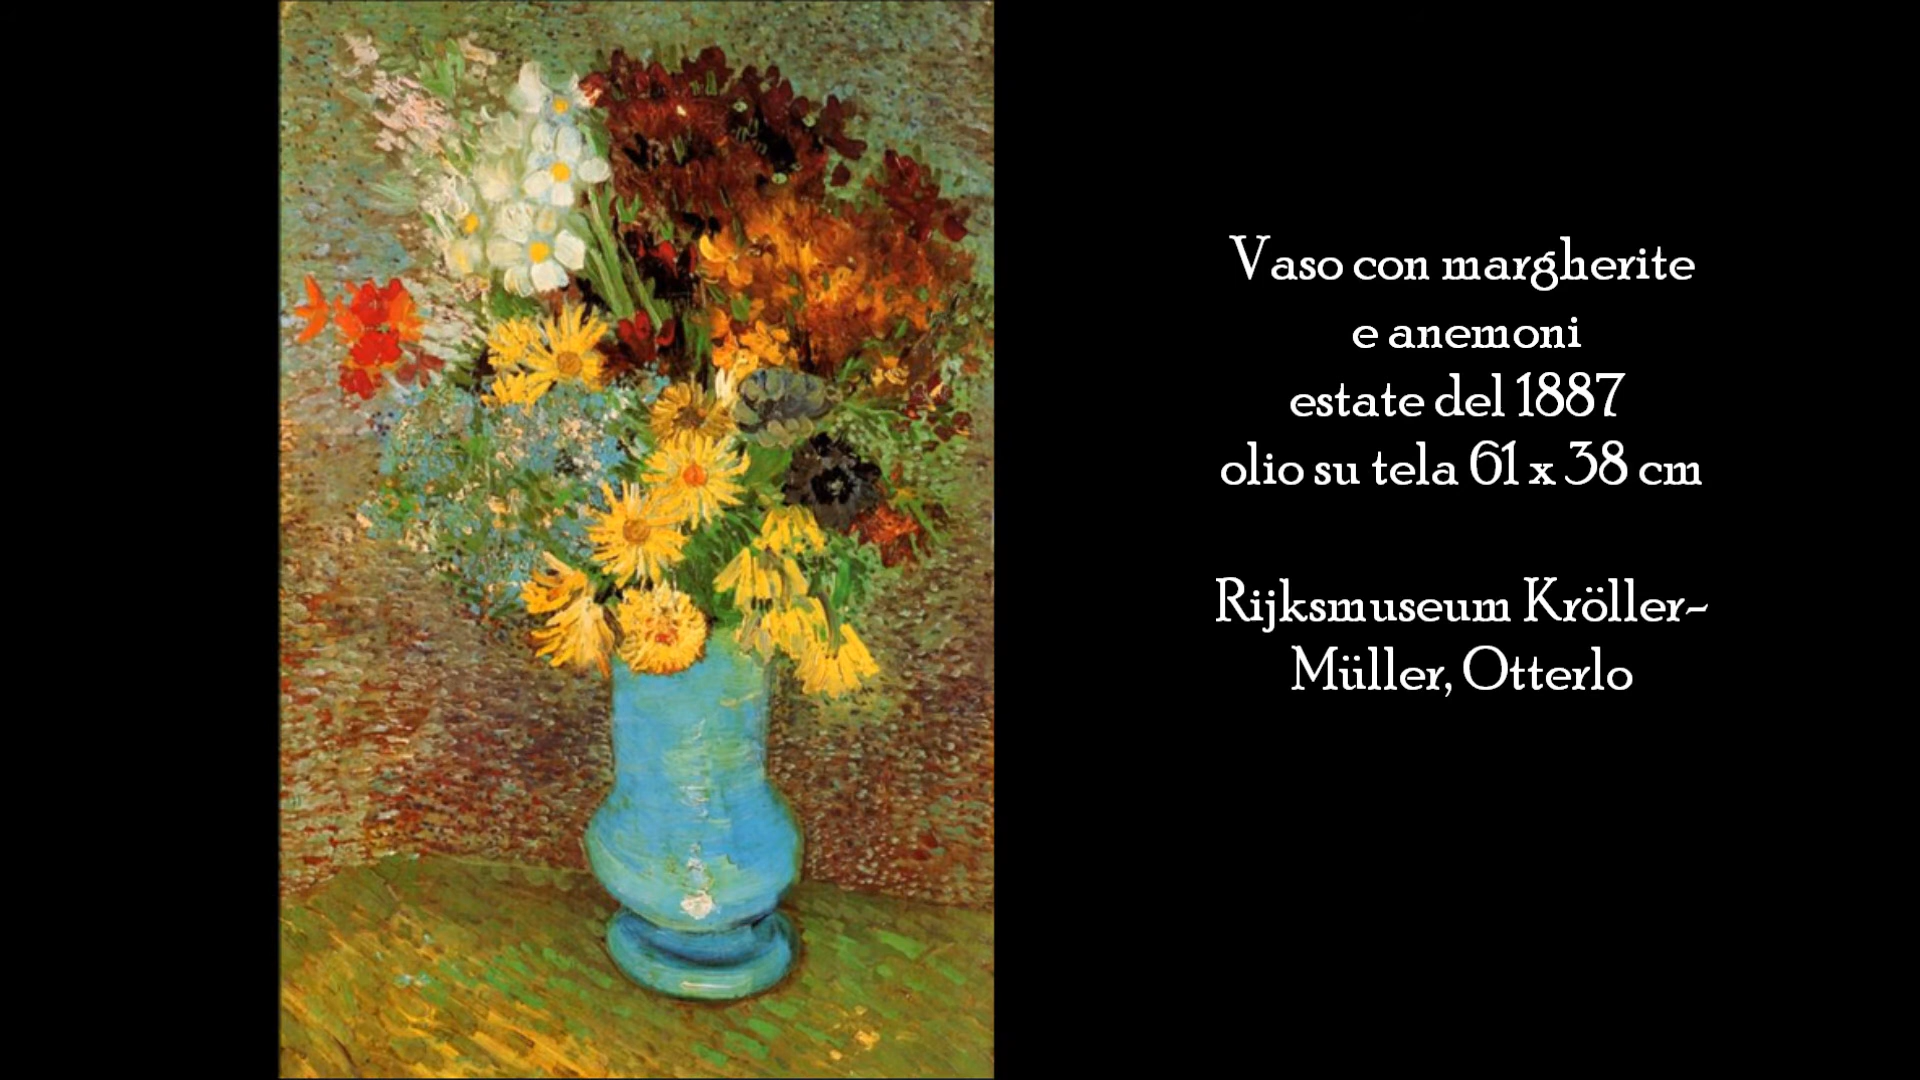 Vaso con margherite
e anemoni
estate del 1887
olio su tela 61 x 38 cm
Rijksmuseum Kröller-
Müller, Otterlo